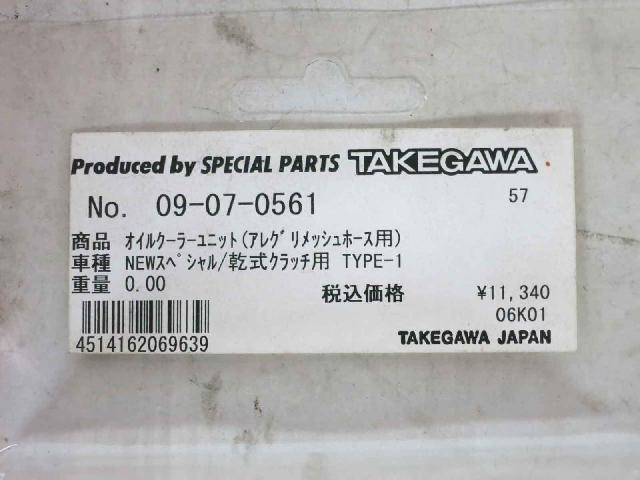 Produced by SPECIAL PARTS TAKEGAWA
No. 09-07-0561 57
商品 オイルクーラーユニット(アレグリメッシュホース用)
車種 NEWスペシャル/乾式クラッチ用 TYPE-1
重量 0.00 税込価格 ¥11,340
06K01
4514162069639 TAKEGAWA JAPAN